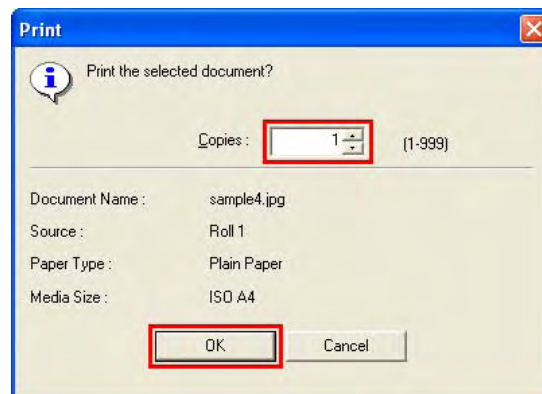 Print
Print the selected document?
Copies : 1 (1-999)
Document Name : sample4.jpg
Source : Roll 1
Paper Type : Plain Paper
Media Size : ISO A4
OK Cancel